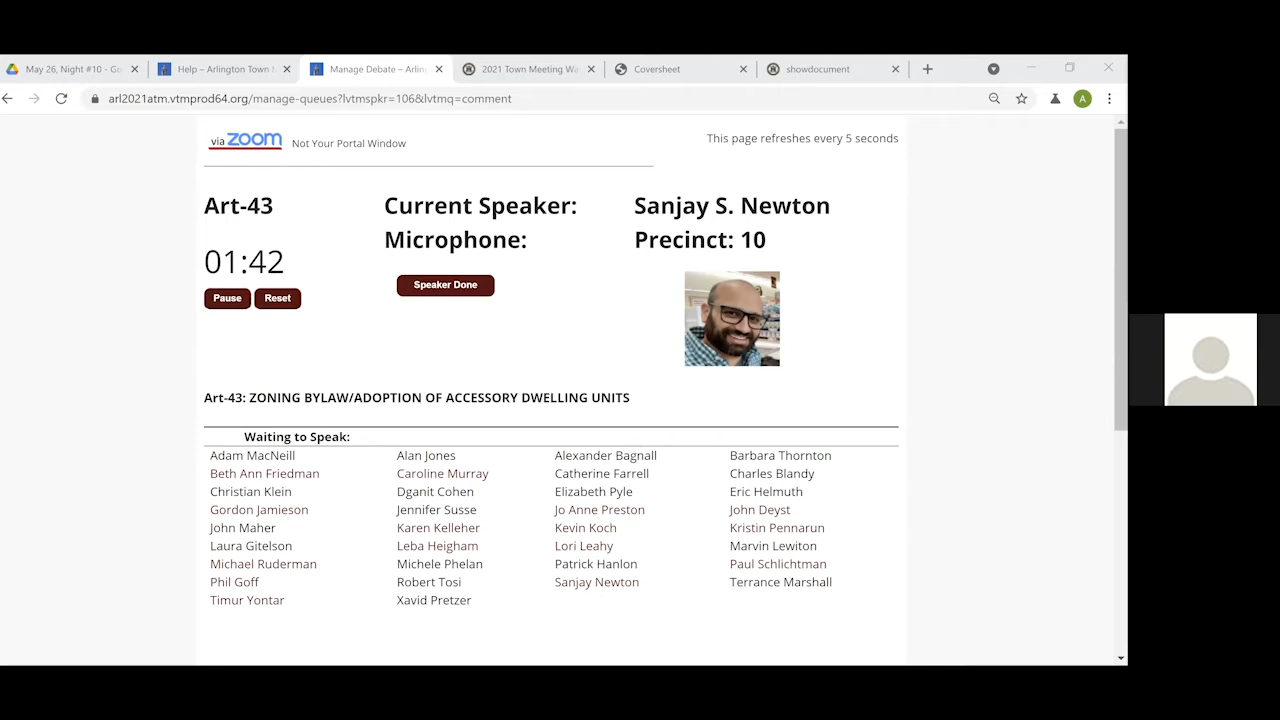 May 26, Night #10 - Go
Help – Arlington Town
Manage Debate – Arlin
2021 Town Meeting Wa
Coversheet
showdocument
arl2021atm.vtmprod64.org/manage-queues?lvtmspkr=106&lvtmq=comment
A
via zoom Not Your Portal Window
This page refreshes every 5 seconds
Art-43 Current Speaker: Sanjay S. Newton
Microphone: Precinct: 10
01:42
Pause Reset Speaker Done
Art-43: ZONING BYLAW/ADOPTION OF ACCESSORY DWELLING UNITS
Waiting to Speak:
Adam MacNeill Alan Jones Alexander Bagnall Barbara Thornton
Beth Ann Friedman Caroline Murray Catherine Farrell Charles Blandy
Christian Klein Dganit Cohen Elizabeth Pyle Eric Helmuth
Gordon Jamieson Jennifer Susse Jo Anne Preston John Deyst
John Maher Karen Kelleher Kevin Koch Kristin Pennarun
Laura Gitelson Leba Heigham Lori Leahy Marvin Lewiton
Michael Ruderman Michele Phelan Patrick Hanlon Paul Schlichtman
Phil Goff Robert Tosi Sanjay Newton Terrance Marshall
Timur Yontar Xavid Pretzer